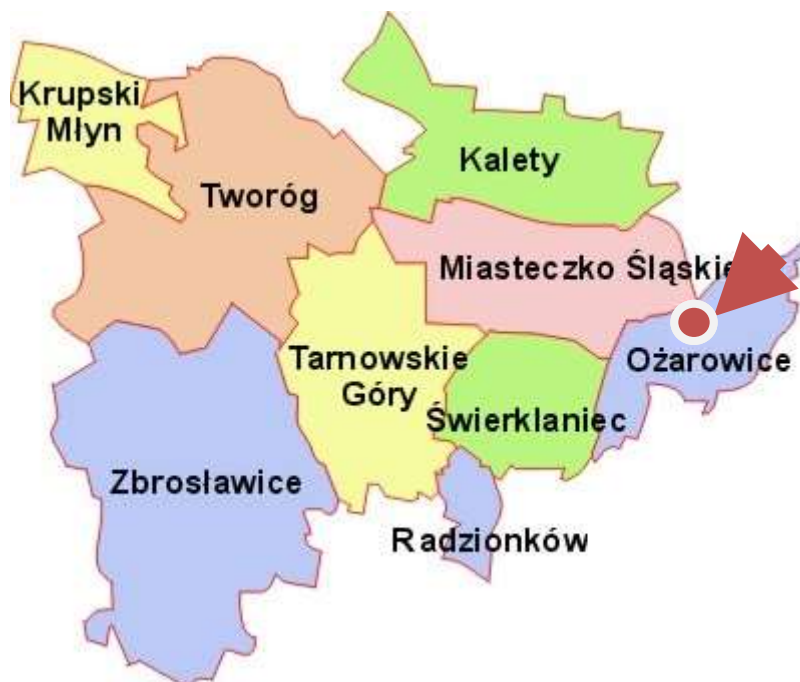 Krupski
Młyn
Tworóg
Kalety
Miasteczko Śląskie
Tarnowskie
Góry
Ożarowice
Świerklaniec
Zbrosławice
Radzionków